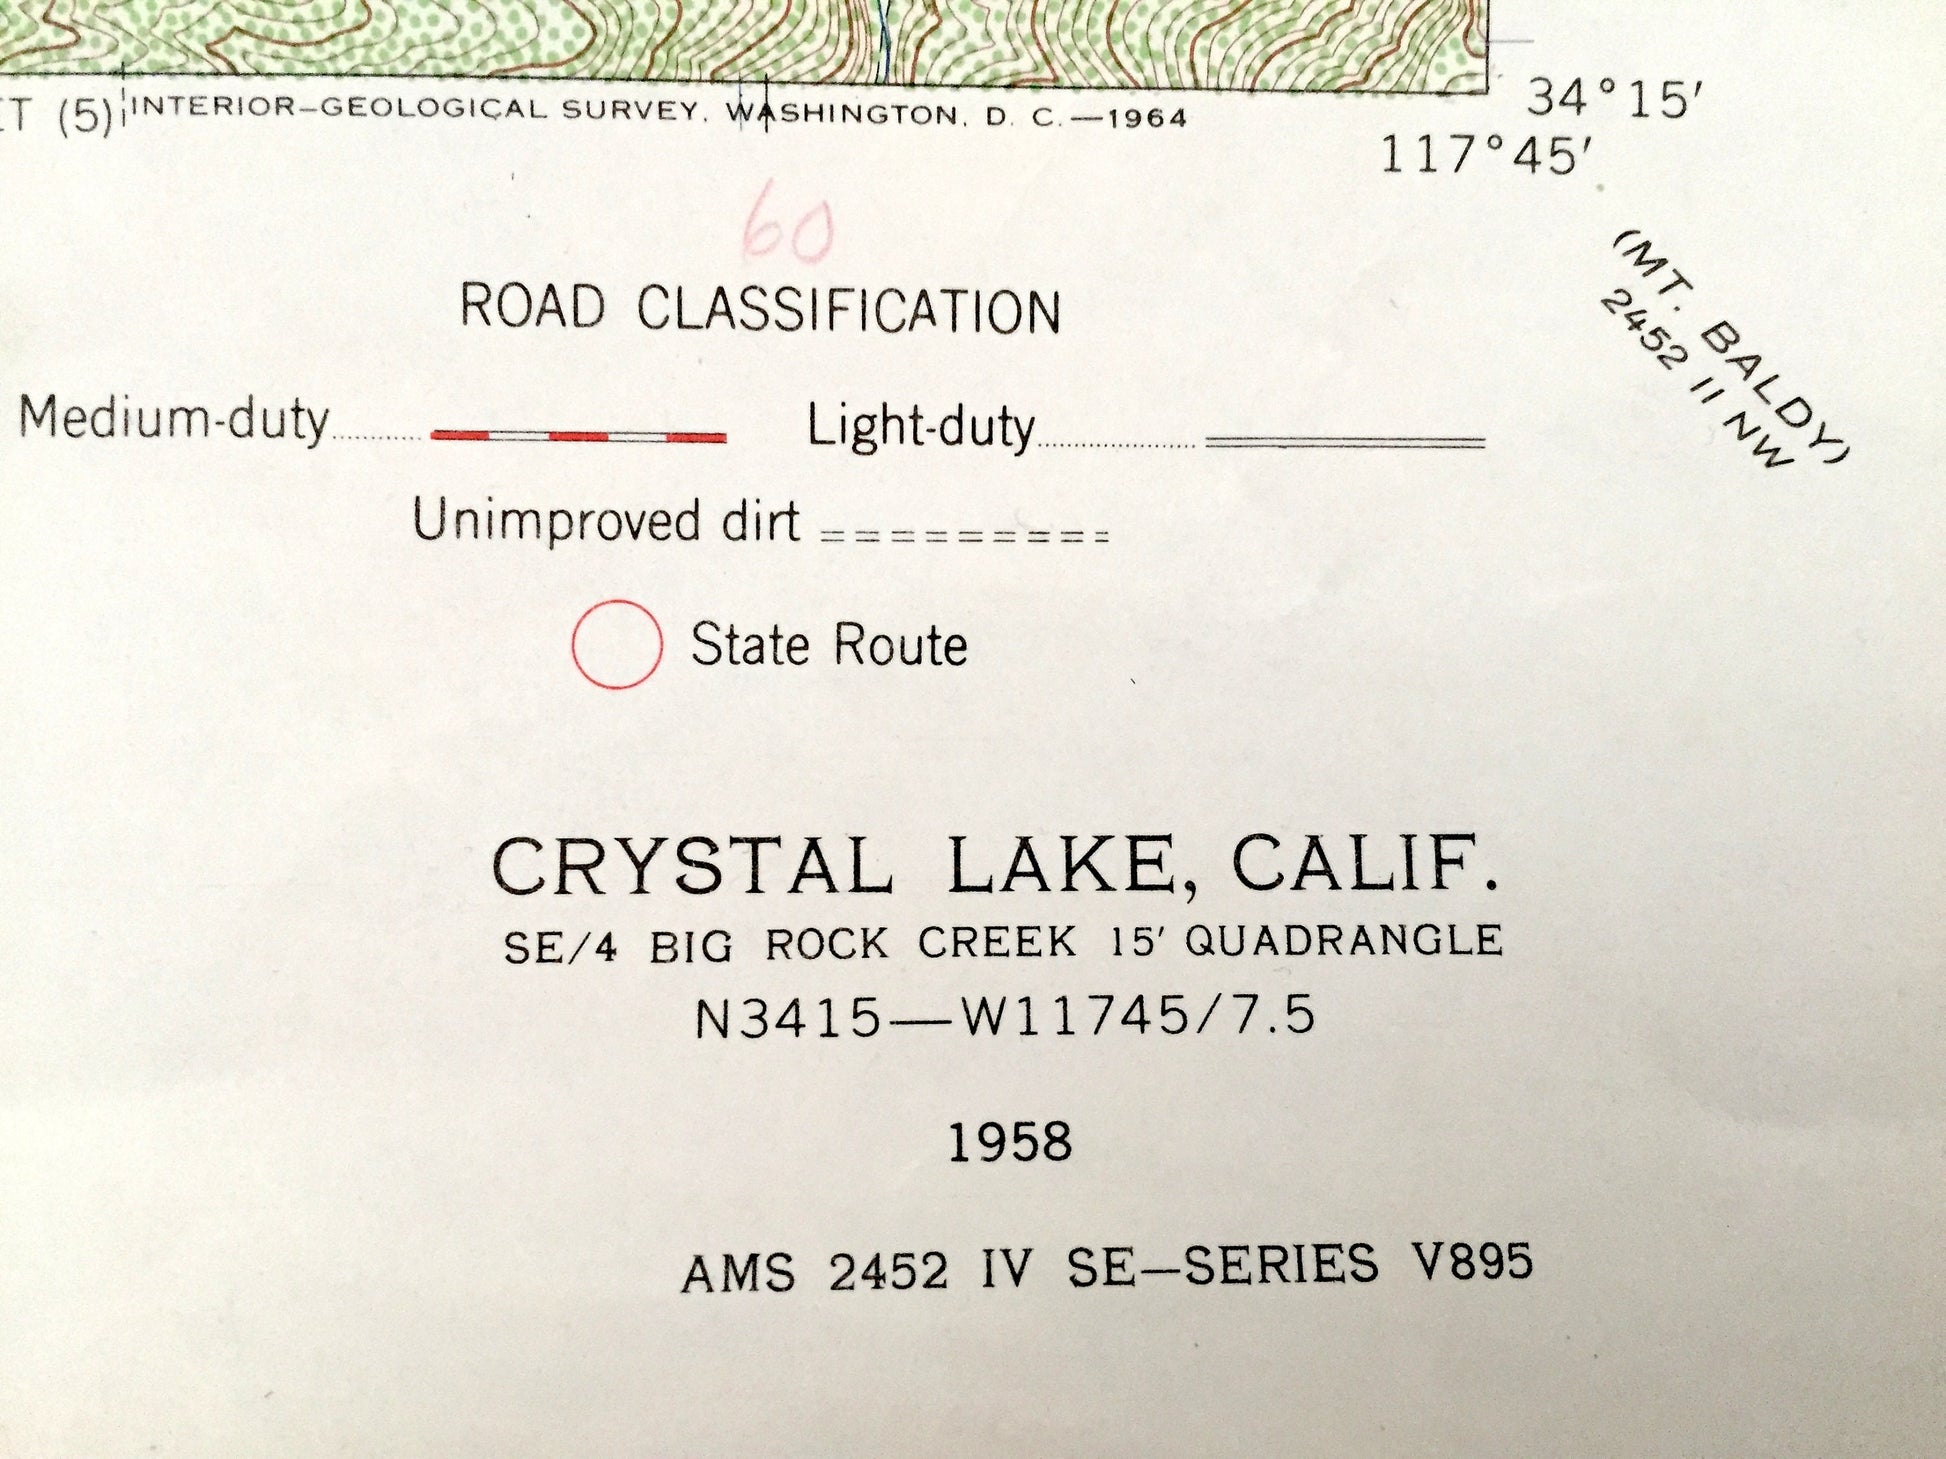 (5) INTERIOR—GEOLOGICAL SURVEY, WASHINGTON, D. C.—1964
34°15′
117°45′
60
(MT. BALDY)
2452 II NW
ROAD CLASSIFICATION
Medium-duty Light-duty
Unimproved dirt
State Route
CRYSTAL LAKE, CALIF.
SE/4 BIG ROCK CREEK 15′ QUADRANGLE
N3415—W11745/7.5
1958
AMS 2452 IV SE—SERIES V895